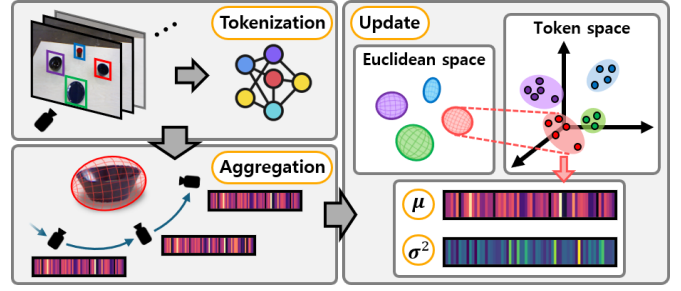 Tokenization
Aggregation
Update
Euclidean space
Token space
μ
σ²